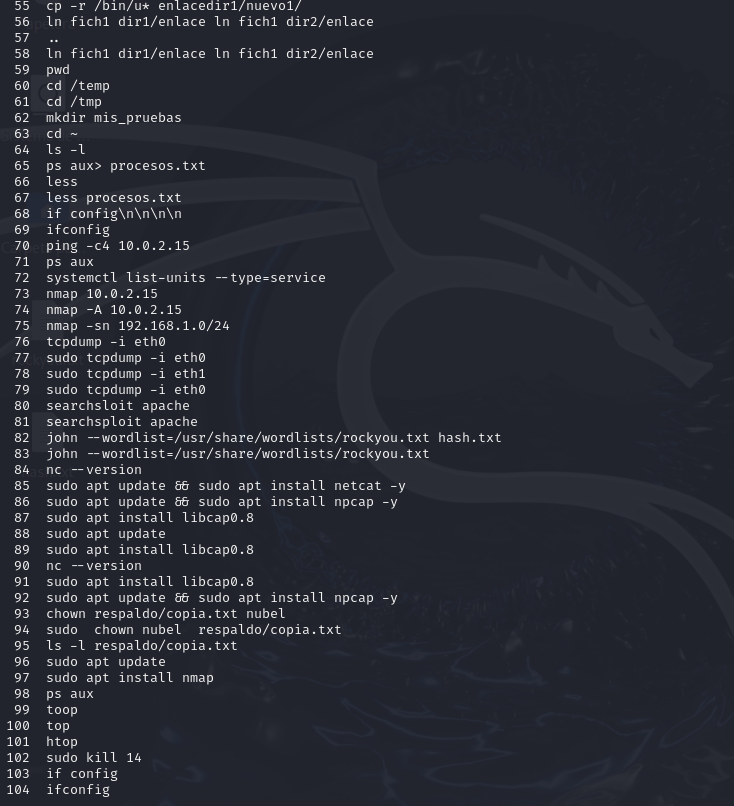 55 cp -r /bin/u* enlacedir1/nuevo1/
56 ln fich1 dir1/enlace ln fich1 dir2/enlace
57 ..
58 ln fich1 dir1/enlace ln fich1 dir2/enlace
59 pwd
60 cd /temp
61 cd /tmp
62 mkdir mis_pruebas
63 cd ~
64 ls -l
65 ps aux> procesos.txt
66 less
67 less procesos.txt
68 if config\n\n\n\n
69 ifconfig
70 ping -c4 10.0.2.15
71 ps aux
72 systemctl list-units --type=service
73 nmap 10.0.2.15
74 nmap -A 10.0.2.15
75 nmap -sn 192.168.1.0/24
76 tcpdump -i eth0
77 sudo tcpdump -i eth0
78 sudo tcpdump -i eth1
79 sudo tcpdump -i eth0
80 searchsloit apache
81 searchsploit apache
82 john --wordlist=/usr/share/wordlists/rockyou.txt hash.txt
83 john --wordlist=/usr/share/wordlists/rockyou.txt
84 nc --version
85 sudo apt update && sudo apt install netcat -y
86 sudo apt update && sudo apt install npcap -y
87 sudo apt install libcap0.8
88 sudo apt update
89 sudo apt install libcap0.8
90 nc --version
91 sudo apt install libcap0.8
92 sudo apt update && sudo apt install npcap -y
93 chown respaldo/copia.txt nubel
94 sudo  chown nubel  respaldo/copia.txt
95 ls -l respaldo/copia.txt
96 sudo apt update
97 sudo apt install nmap
98 ps aux
99 toop
100 top
101 htop
102 sudo kill 14
103 if config
104 ifconfig